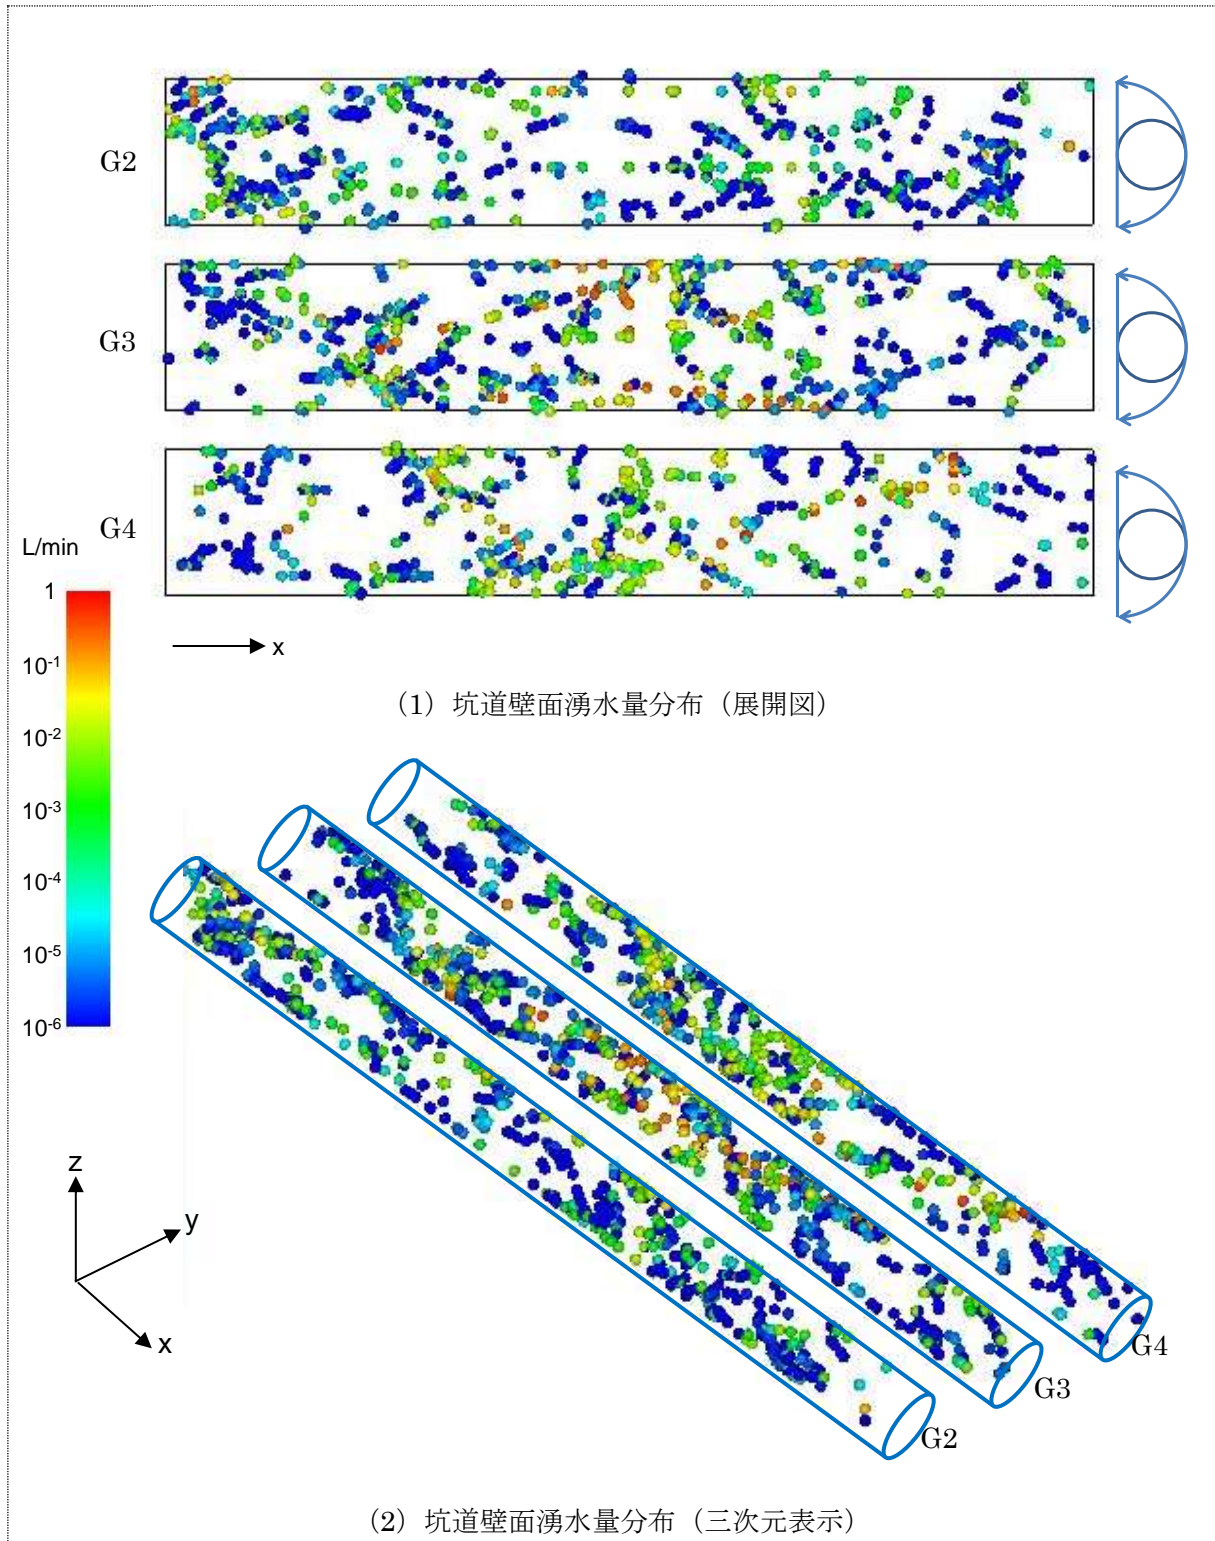 G2
G3
G4
L/min
1
10-1
10-2
10-3
10-4
10-5
10-6
x
(1) 坑道壁面湧水量分布（展開図）
z
y
x
G4
G3
G2
(2) 坑道壁面湧水量分布（三次元表示）